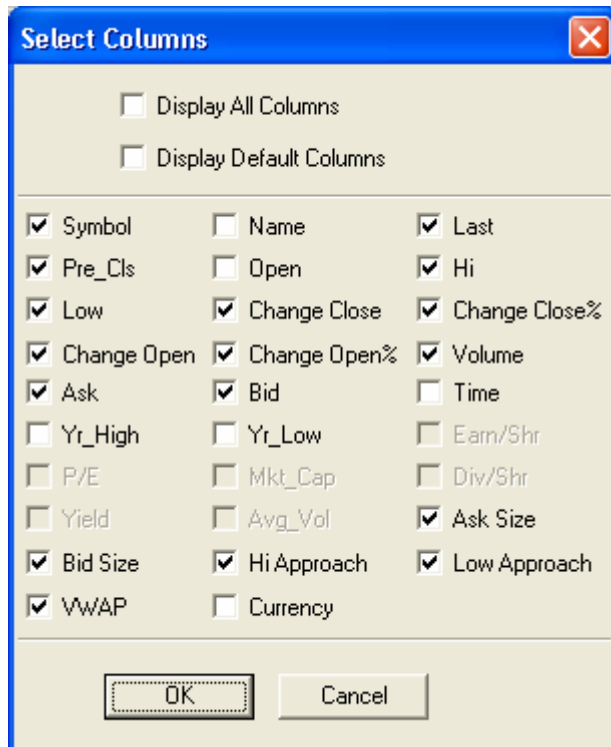 Select Columns
Display All Columns
Display Default Columns
Symbol Name Last
Pre_Cls Open Hi
Low Change Close Change Close%
Change Open Change Open% Volume
Ask Bid Time
Yr_High Yr_Low Earn/Shr
P/E Mkt_Cap Div/Shr
Yield Avg_Vol Ask Size
Bid Size Hi Approach Low Approach
VWAP Currency
OK Cancel